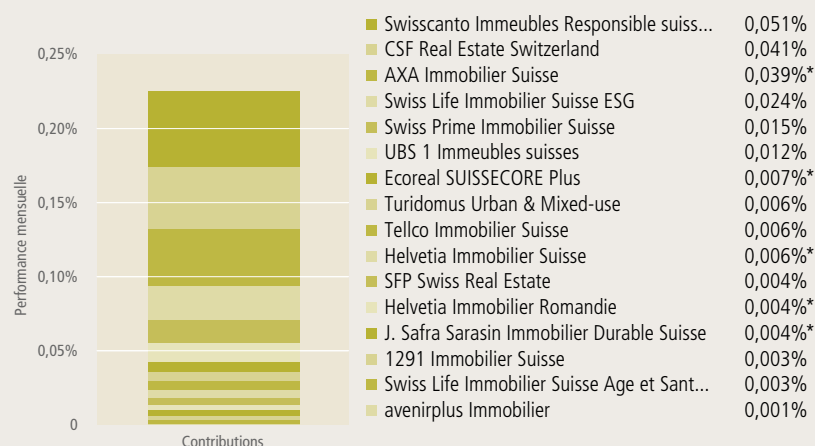 Swisscanto Immeubles Responsible suiss... 0,051%
CSF Real Estate Switzerland 0,041%
AXA Immobilier Suisse 0,039%*
Swiss Life Immobilier Suisse ESG 0,024%
Swiss Prime Immobilier Suisse 0,015%
UBS 1 Immeubles suisses 0,012%
Ecoreal SUISSECORE Plus 0,007%*
Turidomus Urban & Mixed-use 0,006%
Tellco Immobilier Suisse 0,006%
Helvetia Immobilier Suisse 0,006%*
SFP Swiss Real Estate 0,004%
Helvetia Immobilier Romandie 0,004%*
J. Safra Sarasin Immobilier Durable Suisse 0,004%*
1291 Immobilier Suisse 0,003%
Swiss Life Immobilier Suisse Age et Sant... 0,003%
avenirplus Immobilier 0,001%
Performance mensuelle
0,25%
0,20%
0,15%
0,10%
0,05%
0
Contributions